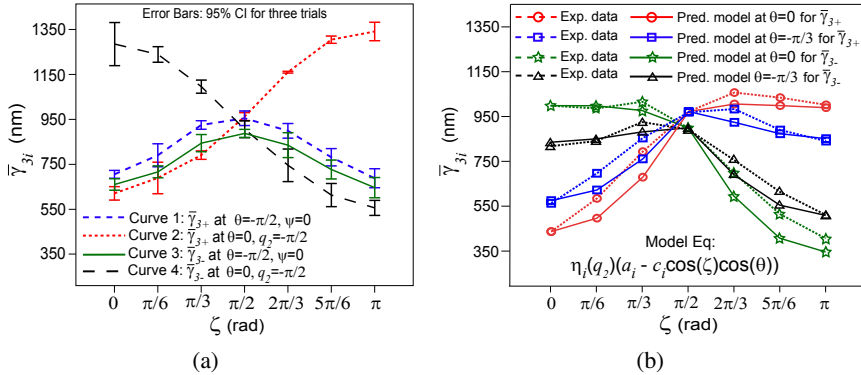 Error Bars: 95% CI for three trials
1350
1150
950
750
550
350
γ̄3i (nm)
Curve 1: γ̄3+ at θ=-π/2, ψ=0
Curve 2: γ̄3+ at θ=0, q2=-π/2
Curve 3: γ̄3- at θ=-π/2, ψ=0
Curve 4: γ̄3- at θ=0, q2=-π/2
0 π/6 π/3 π/2 2π/3 5π/6 π
ζ (rad)
(a)
Exp. data Pred. model at θ=0 for γ̄3+
Exp. data Pred. model at θ=-π/3 for γ̄3+
Exp. data Pred. model at θ=0 for γ̄3-
Exp. data Pred. model θ=-π/3 for γ̄3-
1350
1150
950
750
550
350
γ̄3i (nm)
Model Eq:
ηi(q2)(ai - ci cos(ζ)cos(θ))
0 π/6 π/3 π/2 2π/3 5π/6 π
ζ (rad)
(b)